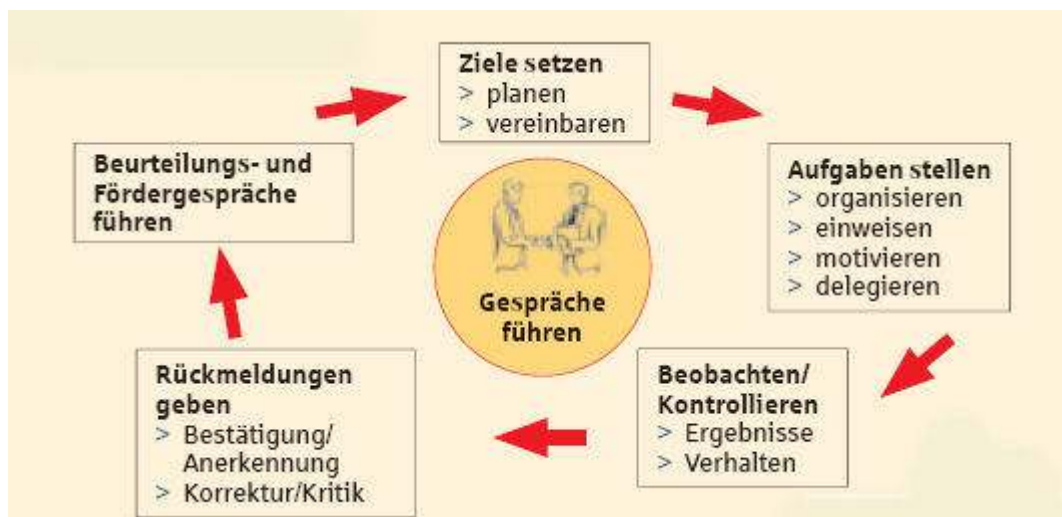 Ziele setzen
> planen
> vereinbaren
Aufgaben stellen
> organisieren
> einweisen
> motivieren
> delegieren
Beobachten/
Kontrollieren
> Ergebnisse
> Verhalten
Rückmeldungen
geben
> Bestätigung/
Anerkennung
> Korrektur/Kritik
Beurteilungs- und
Fördergespräche
führen
Gespräche
führen